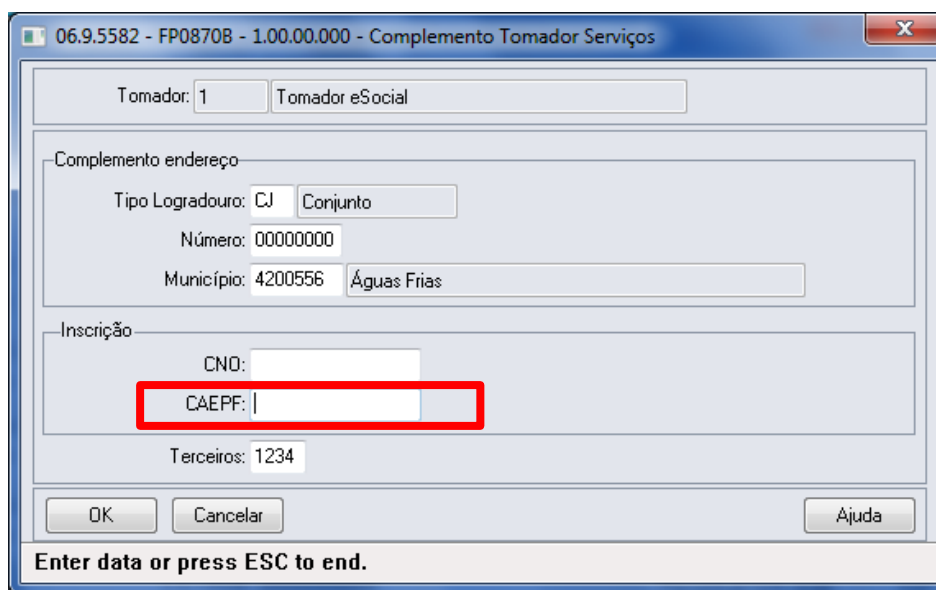 06.9.5582 - FP0870B - 1.00.00.000 - Complemento Tomador Serviços
x
Tomador: 1 Tomador eSocial
Complemento endereço
Tipo Logradouro: CJ Conjunto
Número: 00000000
Município: 4200556 Águas Frias
Inscrição
CNO:
CAEPF:
Terceiros: 1234
OK Cancelar Ajuda
Enter data or press ESC to end.